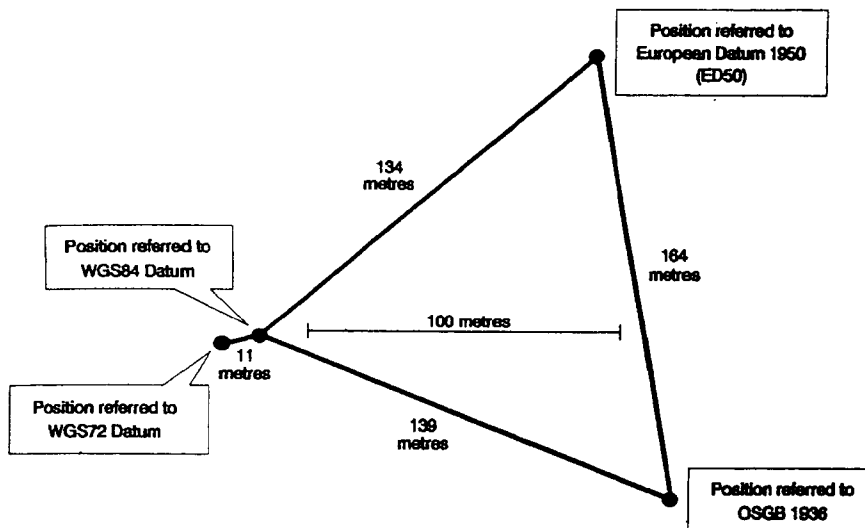 Position referred to
European Datum 1950
(ED50)
134
metres
Position referred to
WGS84 Datum
164
metres
100 metres
11
metres
Position referred to
WGS72 Datum
139
metres
Position referred to
OSGB 1936